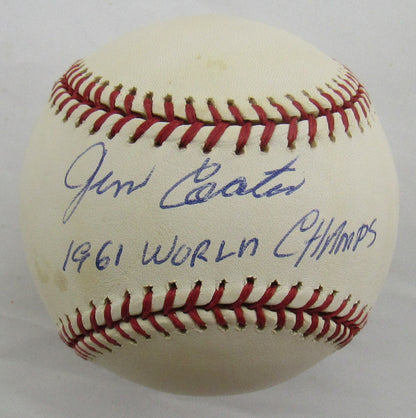 Jim Coates
1961 WORLD CHAMPS